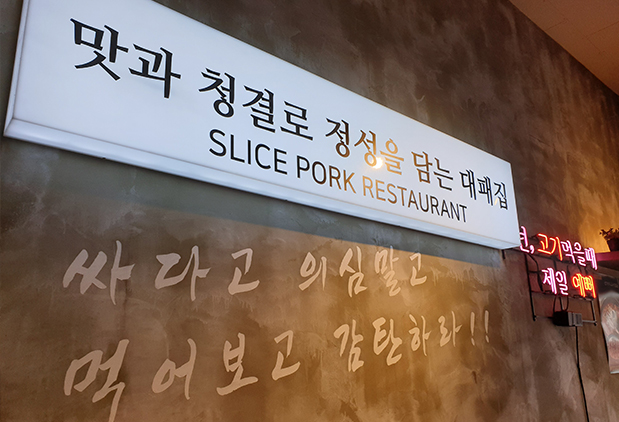 맛과 청결로 정성을 담는 대패집
SLICE PORK RESTAURANT
싸다고 의심말고
먹어보고 감탄하라!!
고기먹을때
제일 예뻐